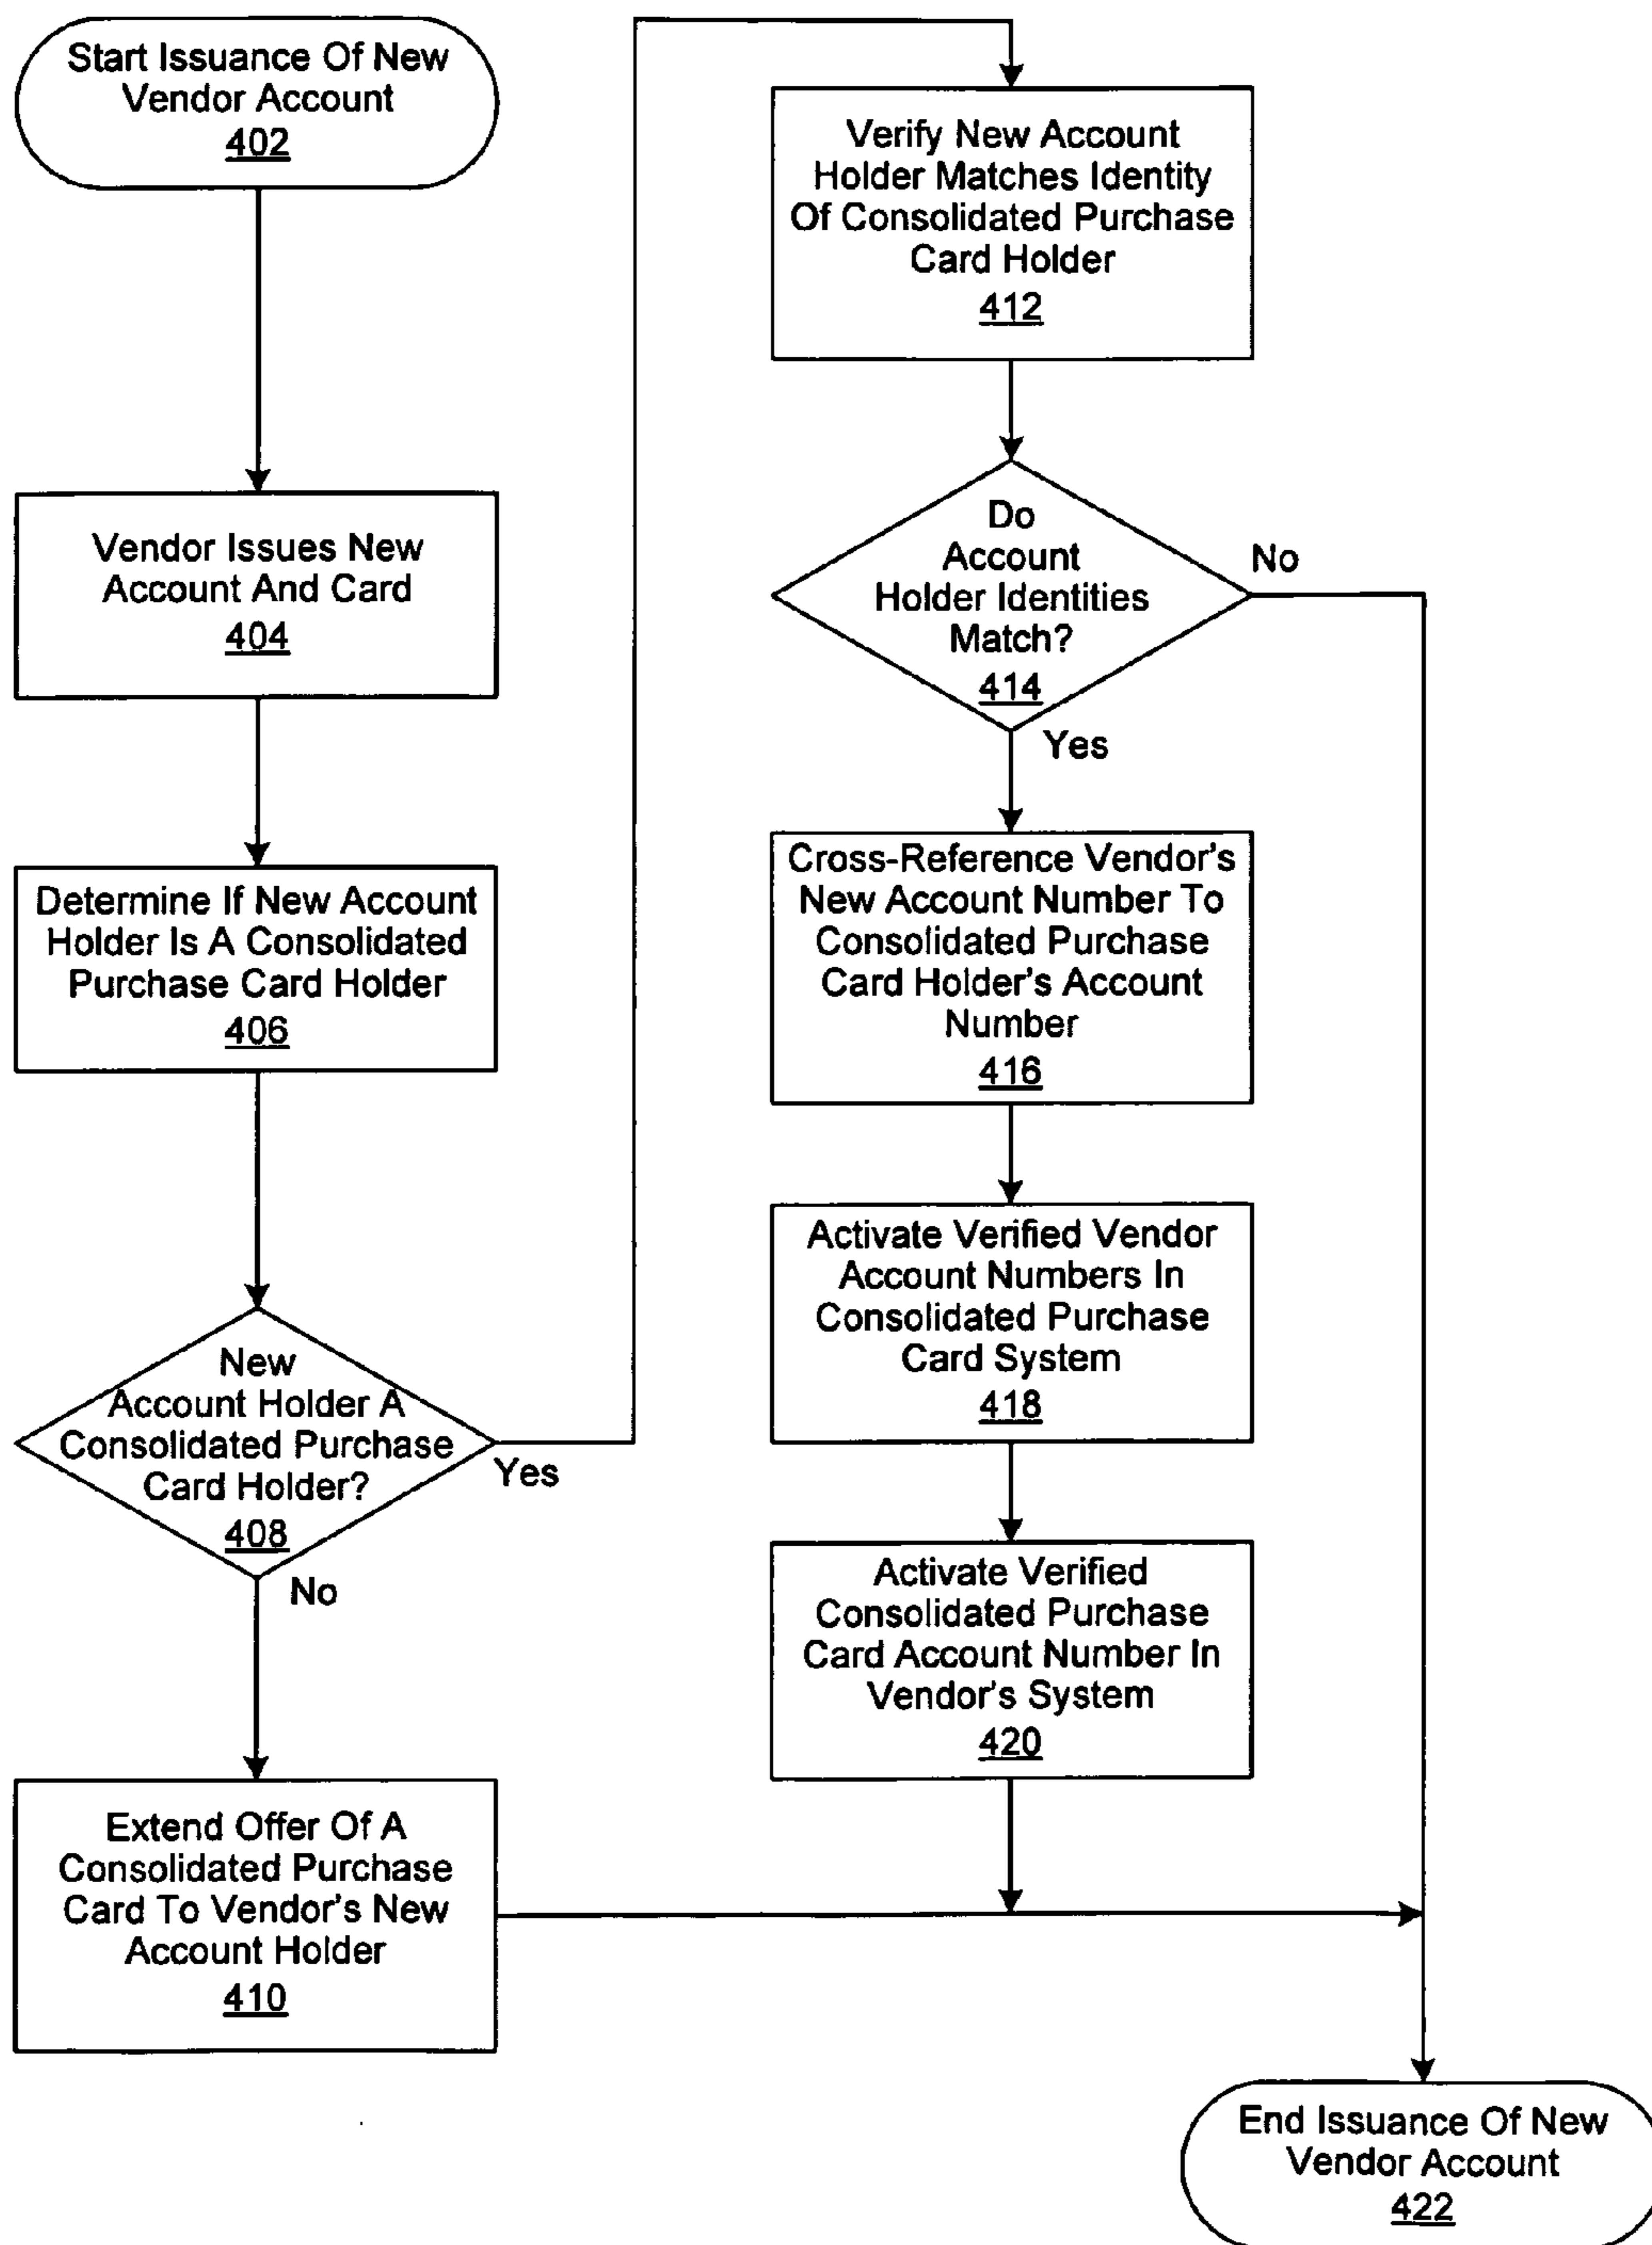 Start Issuance Of New
Vendor Account
402
Vendor Issues New
Account And Card
404
Determine If New Account
Holder Is A Consolidated
Purchase Card Holder
406
New
Account Holder A
Consolidated Purchase
Card Holder?
408
Yes
No
Extend Offer Of A
Consolidated Purchase
Card To Vendor's New
Account Holder
410
Verify New Account
Holder Matches Identity
Of Consolidated Purchase
Card Holder
412
Do
Account
Holder Identities
Match?
414
No
Yes
Cross-Reference Vendor's
New Account Number To
Consolidated Purchase
Card Holder's Account
Number
416
Activate Verified Vendor
Account Numbers In
Consolidated Purchase
Card System
418
Activate Verified
Consolidated Purchase
Card Account Number In
Vendor's System
420
End Issuance Of New
Vendor Account
422